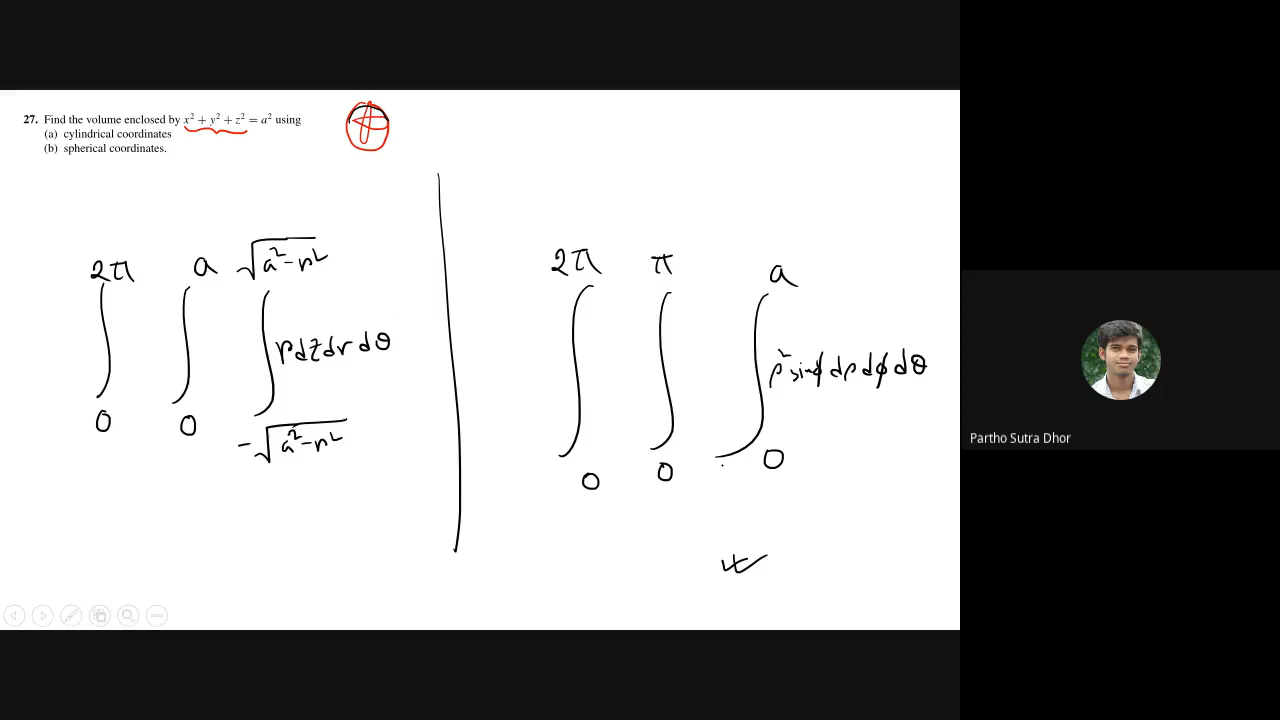 27. Find the volume enclosed by x² + y² + z² = a² using
(a) cylindrical coordinates
(b) spherical coordinates.
2π a √a²-r²
∫ ∫ ∫ r dz dr dθ
0 0 -√a²-r²
2π π a
∫ ∫ ∫ ρ² sinϕ dρ dϕ dθ
0 0 0
Partho Sutra Dhor